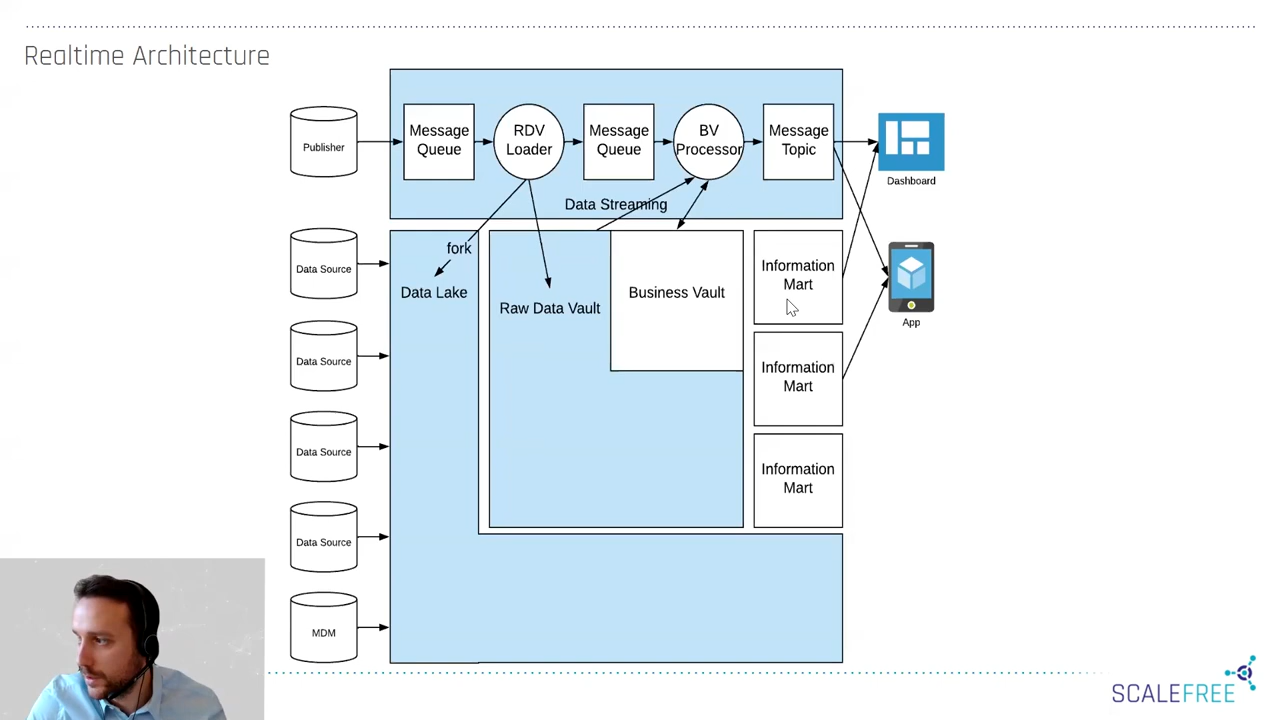 Realtime Architecture
Publisher
Message
Queue
RDV
Loader
Message
Queue
BV
Processor
Message
Topic
Dashboard
Data Streaming
Data Source
fork
Data Lake
Raw Data Vault
Business Vault
Information
Mart
App
Data Source
Information
Mart
Data Source
Information
Mart
Data Source
MDM
SCALEFREE